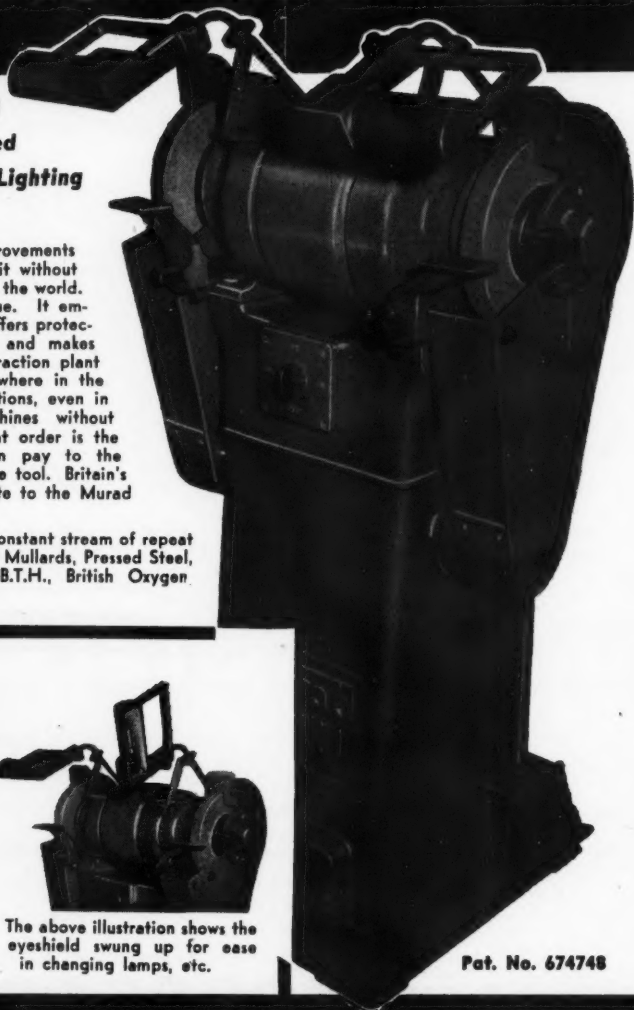 ed
Lighting
rovements
it without
the world.
ue. It em-
ffers protec-
and makes
raction plant
where in the
tions, even in
hines without
at order is the
n pay to the
e tool. Britain's
te to the Murad
onstant stream of repeat
Mullards, Pressed Steel,
B.T.H., British Oxygen
The above illustration shows the
eyeshield swung up for ease
in changing lamps, etc.
Pat. No. 674748